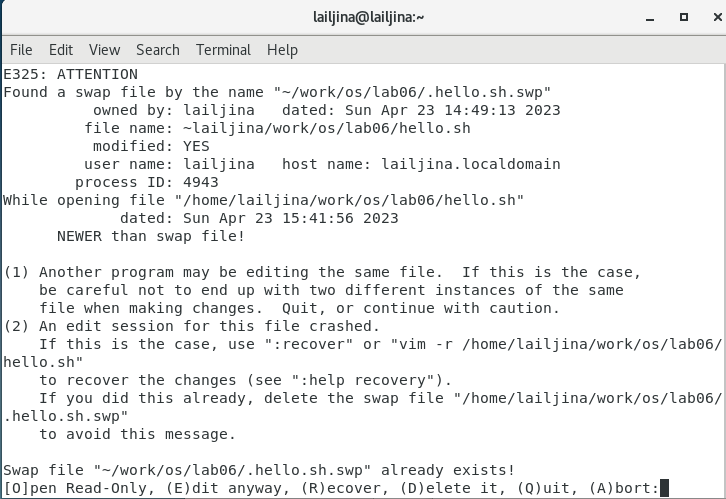 lailjina@lailjina:~
File Edit View Search Terminal Help
E325: ATTENTION
Found a swap file by the name "~/work/os/lab06/.hello.sh.swp"
owned by: lailjina   dated: Sun Apr 23 14:49:13 2023
file name: ~lailjina/work/os/lab06/hello.sh
modified: YES
user name: lailjina   host name: lailjina.localdomain
process ID: 4943
While opening file "/home/lailjina/work/os/lab06/hello.sh"
dated: Sun Apr 23 15:41:56 2023
NEWER than swap file!
(1) Another program may be editing the same file.  If this is the case,
be careful not to end up with two different instances of the same
file when making changes.  Quit, or continue with caution.
(2) An edit session for this file crashed.
If this is the case, use ":recover" or "vim -r /home/lailjina/work/os/lab06/
hello.sh"
to recover the changes (see ":help recovery").
If you did this already, delete the swap file "/home/lailjina/work/os/lab06/
.hello.sh.swp"
to avoid this message.
Swap file "~/work/os/lab06/.hello.sh.swp" already exists!
[O]pen Read-Only, (E)dit anyway, (R)ecover, (D)elete it, (Q)uit, (A)bort: